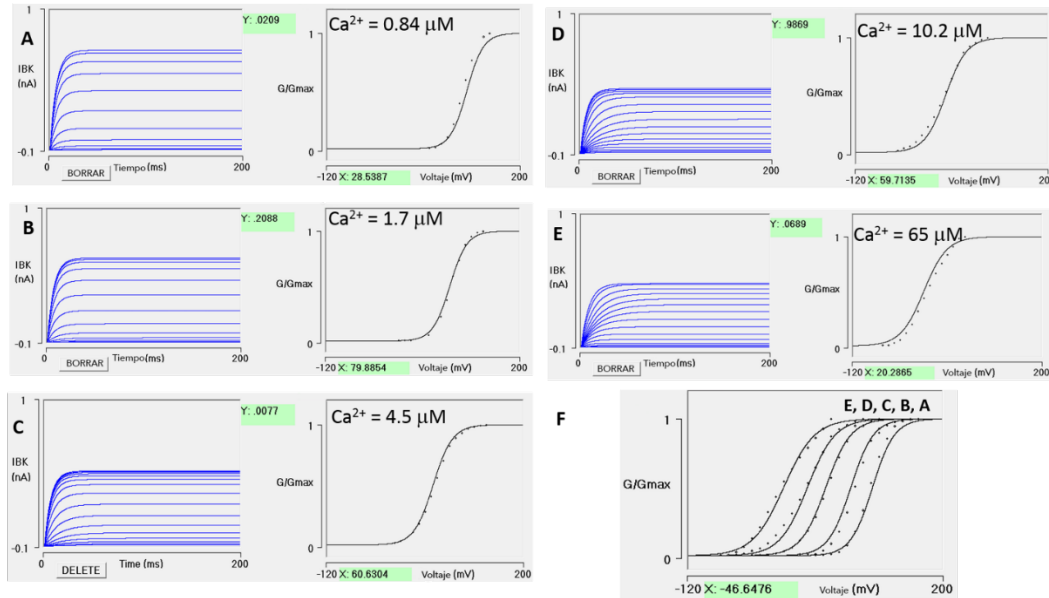 A
1
IBK
(nA)
-0.1
0
Tiempo(ms)
200
BORRAR
Y: .0209
Ca²⁺ = 0.84 µM
1
G/Gmax
0
-120
X: 28.5387
Voltaje (mV)
200
B
1
IBK
(nA)
-0.1
0
Tiempo(ms)
200
BORRAR
Y: .2088
Ca²⁺ = 1.7 µM
1
G/Gmax
0
-120
X: 79.8854
Voltaje (mV)
200
C
1
IBK
(nA)
-0.1
0
Time (ms)
200
DELETE
Y: .0077
Ca²⁺ = 4.5 µM
1
G/Gmax
0
-120
X: 60.6304
Voltaje (mV)
200
D
1
IBK
(nA)
-0.1
0
Tiempo(ms)
200
BORRAR
Y: .9869
Ca²⁺ = 10.2 µM
1
G/Gmax
0
-120
X: 59.7135
Voltaje (mV)
200
E
1
IBK
(nA)
-0.1
0
Tiempo(ms)
200
BORRAR
Y: .0689
Ca²⁺ = 65 µM
1
G/Gmax
0
-120
X: 20.2865
Voltaje (mV)
200
F
E, D, C, B, A
1
G/Gmax
0
-120
X: -46.6476
Voltaje (mV)
200